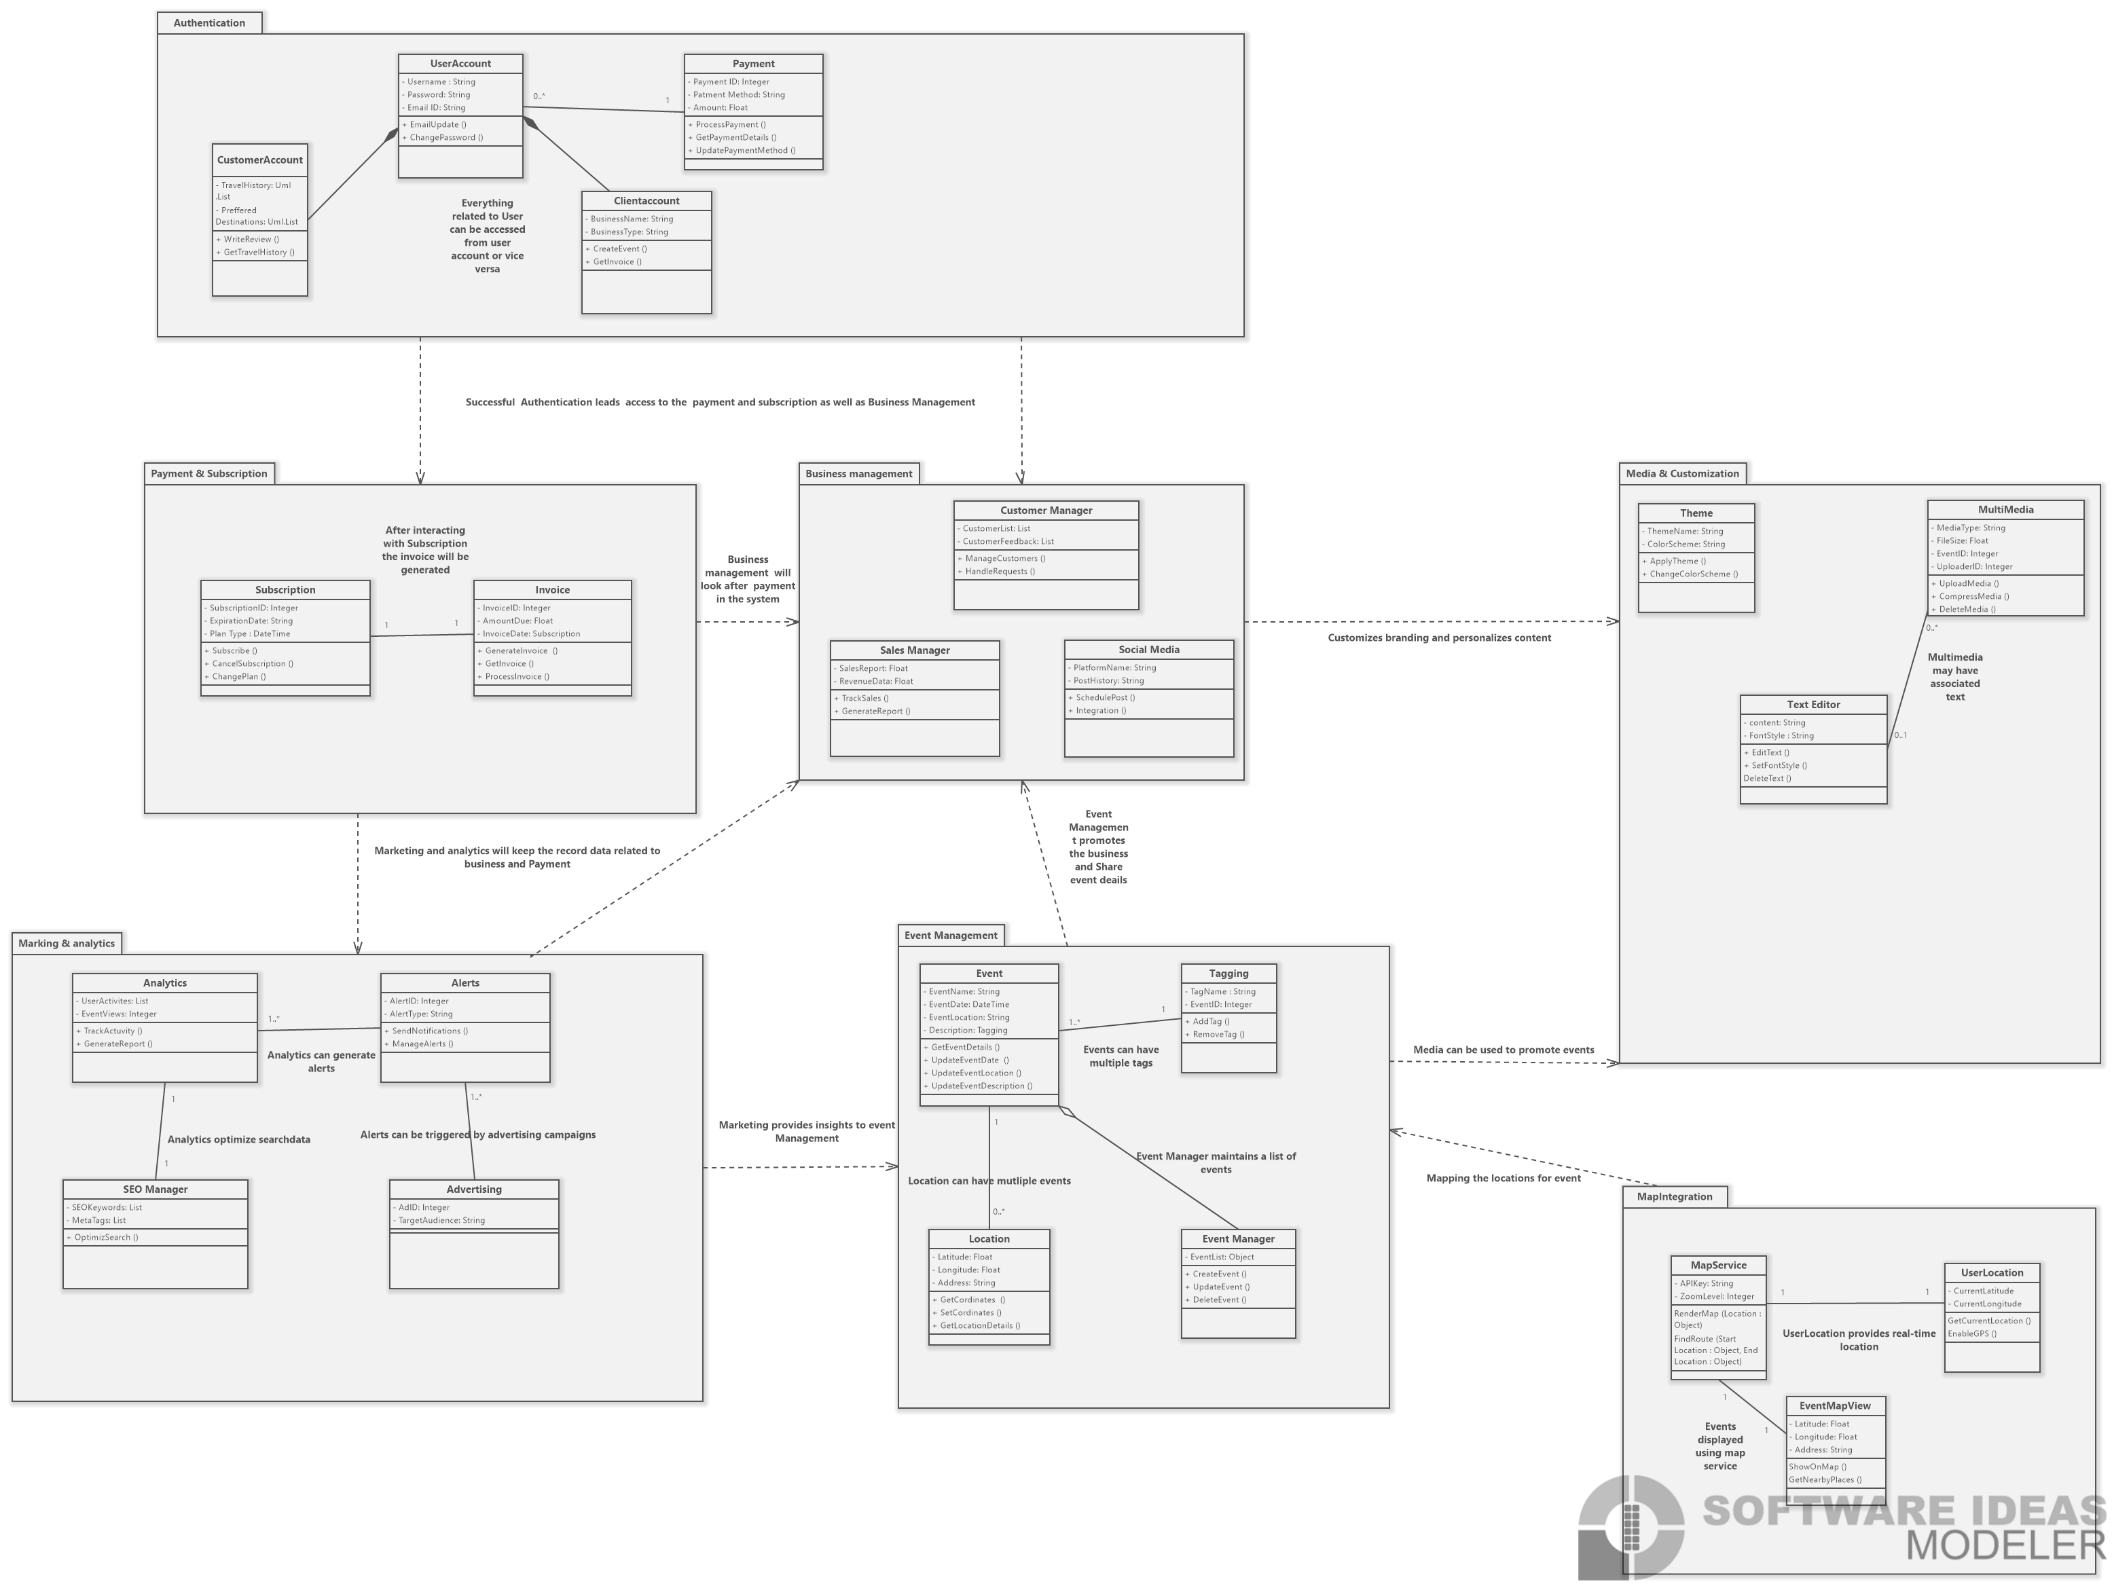 Authentication
UserAccount
- Username : String
- Password: String
- Email ID: String
+ EmailUpdate ()
+ ChangePassword ()
Payment
- Payment ID: Integer
- Patment Method: String
- Amount: Float
+ ProcessPayment ()
+ GetPaymentDetails ()
+ UpdatePaymentMethod ()
0..*
1
CustomerAccount
- TravelHistory: Uml
.List
- Preffered
Destinations: Uml.List
+ WriteReview ()
+ GetTravelHistory ()
Everything
related to User
can be accessed
from user
account or vice
versa
Clientaccount
- BusinessName: String
- BusinessType: String
+ CreateEvent ()
+ GetInvoice ()
Successful Authentication leads access to the payment and subscription as well as Business Management
Payment & Subscription
After interacting
with Subscription
the invoice will be
generated
Subscription
- SubscriptionID: Integer
- ExpirationDate: String
- Plan Type : DateTime
+ Subscribe ()
+ CancelSubscription ()
+ ChangePlan ()
1
1
Invoice
- InvoiceID: Integer
- AmountDue: Float
- InvoiceDate: Subscription
+ GenerateInvoice ()
+ GetInvoice ()
+ ProcessInvoice ()
Business
management will
look after payment
in the system
Business management
Customer Manager
- CustomerList: List
- CustomerFeedback: List
+ ManageCustomers ()
+ HandleRequests ()
Sales Manager
- SalesReport: Float
- RevenueData: Float
+ TrackSales ()
+ GenerateReport ()
Social Media
- PlatformName: String
- PostHistory: String
+ SchedulePost ()
+ Integration ()
Customizes branding and personalizes content
Media & Customization
Theme
- ThemeName: String
- ColorScheme: String
+ ApplyTheme ()
+ ChangeColorScheme ()
MultiMedia
- MediaType: String
- FileSize: Float
- EventID: Integer
- UploaderID: Integer
+ UploadMedia ()
+ CompressMedia ()
+ DeleteMedia ()
0..*
Multimedia
may have
associated
text
Text Editor
- content: String
- FontStyle : String
+ EditText ()
+ SetFontStyle ()
DeleteText ()
0..1
Marketing and analytics will keep the record data related to
business and Payment
Event
Managemen
t promotes
the business
and Share
event deails
Marking & analytics
Analytics
- UserActivites: List
- EventViews: Integer
+ TrackActuvity ()
+ GenerateReport ()
1..*
Analytics can generate
alerts
Alerts
- AlertID: Integer
- AlertType: String
+ SendNotifications ()
+ ManageAlerts ()
1
Analytics optimize searchdata
1
1..*
Alerts can be triggered by advertising campaigns
SEO Manager
- SEOKeywords: List
- MetaTags: List
+ OptimizSearch ()
Advertising
- AdID: Integer
- TargetAudience: String
Marketing provides insights to event
Management
Event Management
Event
- EventName: String
- EventDate: DateTime
- EventLocation: String
- Description: Tagging
+ GetEventDetails ()
+ UpdateEventDate ()
+ UpdateEventLocation ()
+ UpdateEventDescription ()
1..*
1
Events can have
multiple tags
Tagging
- TagName : String
- EventID: Integer
+ AddTag ()
+ RemoveTag ()
1
Location can have mutliple events
0..*
Event Manager maintains a list of
events
Location
- Latitude: Float
- Longitude: Float
- Address: String
+ GetCordinates ()
+ SetCordinates ()
+ GetLocationDetails ()
Event Manager
- EventList: Object
+ CreateEvent ()
+ UpdateEvent ()
+ DeleteEvent ()
Media can be used to promote events
Mapping the locations for event
MapIntegration
MapService
- APIKey: String
- ZoomLevel: Integer
RenderMap (Location :
Object)
FindRoute (Start
Location : Object, End
Location : Object)
1
1
UserLocation provides real-time
location
UserLocation
- CurrentLatitude
- CurrentLongitude
GetCurrentLocation ()
EnableGPS ()
1
1
Events
displayed
using map
service
EventMapView
- Latitude: Float
- Longitude: Float
- Address: String
ShowOnMap ()
GetNearbyPlaces ()
SOFTWARE IDEAS
MODELER